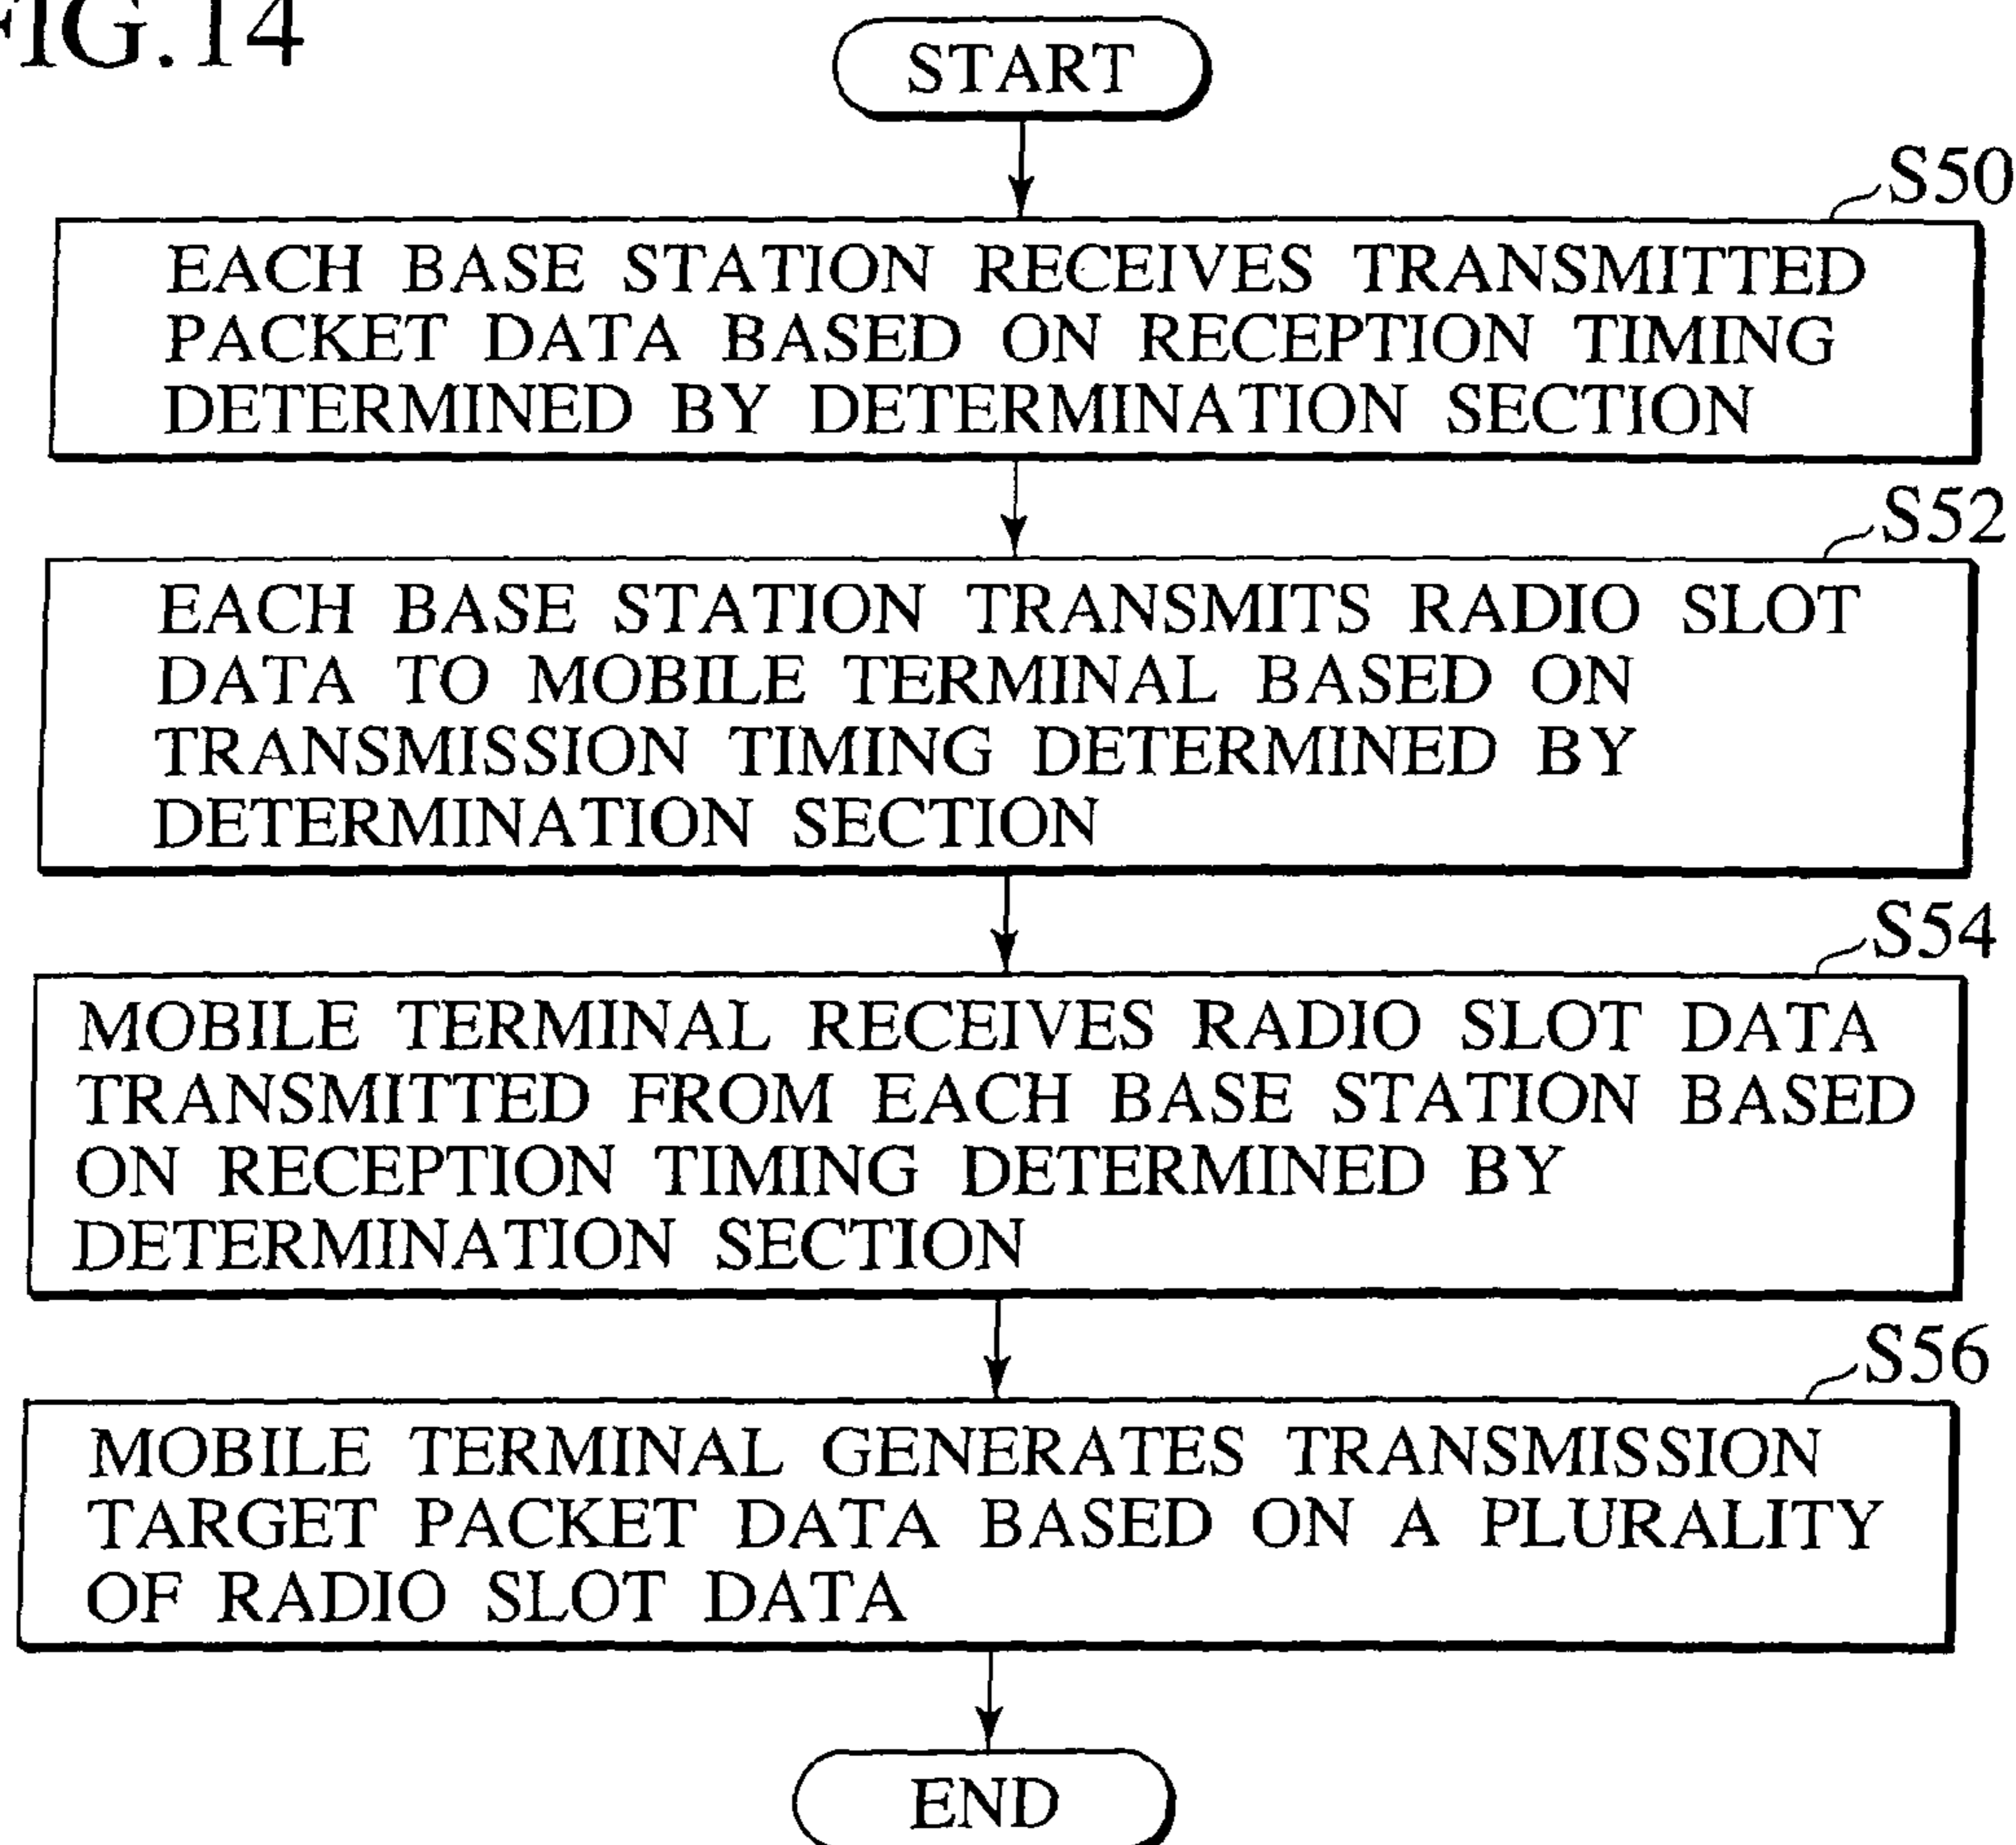 FIG.14
START
S50
EACH BASE STATION RECEIVES TRANSMITTED
PACKET DATA BASED ON RECEPTION TIMING
DETERMINED BY DETERMINATION SECTION
S52
EACH BASE STATION TRANSMITS RADIO SLOT
DATA TO MOBILE TERMINAL BASED ON
TRANSMISSION TIMING DETERMINED BY
DETERMINATION SECTION
S54
MOBILE TERMINAL RECEIVES RADIO SLOT DATA
TRANSMITTED FROM EACH BASE STATION BASED
ON RECEPTION TIMING DETERMINED BY
DETERMINATION SECTION
S56
MOBILE TERMINAL GENERATES TRANSMISSION
TARGET PACKET DATA BASED ON A PLURALITY
OF RADIO SLOT DATA
END